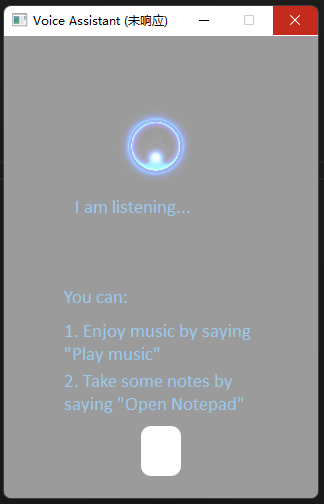 Voice Assistant (未响应)
I am listening...
You can:
1. Enjoy music by saying
"Play music"
2. Take some notes by
saying "Open Notepad"